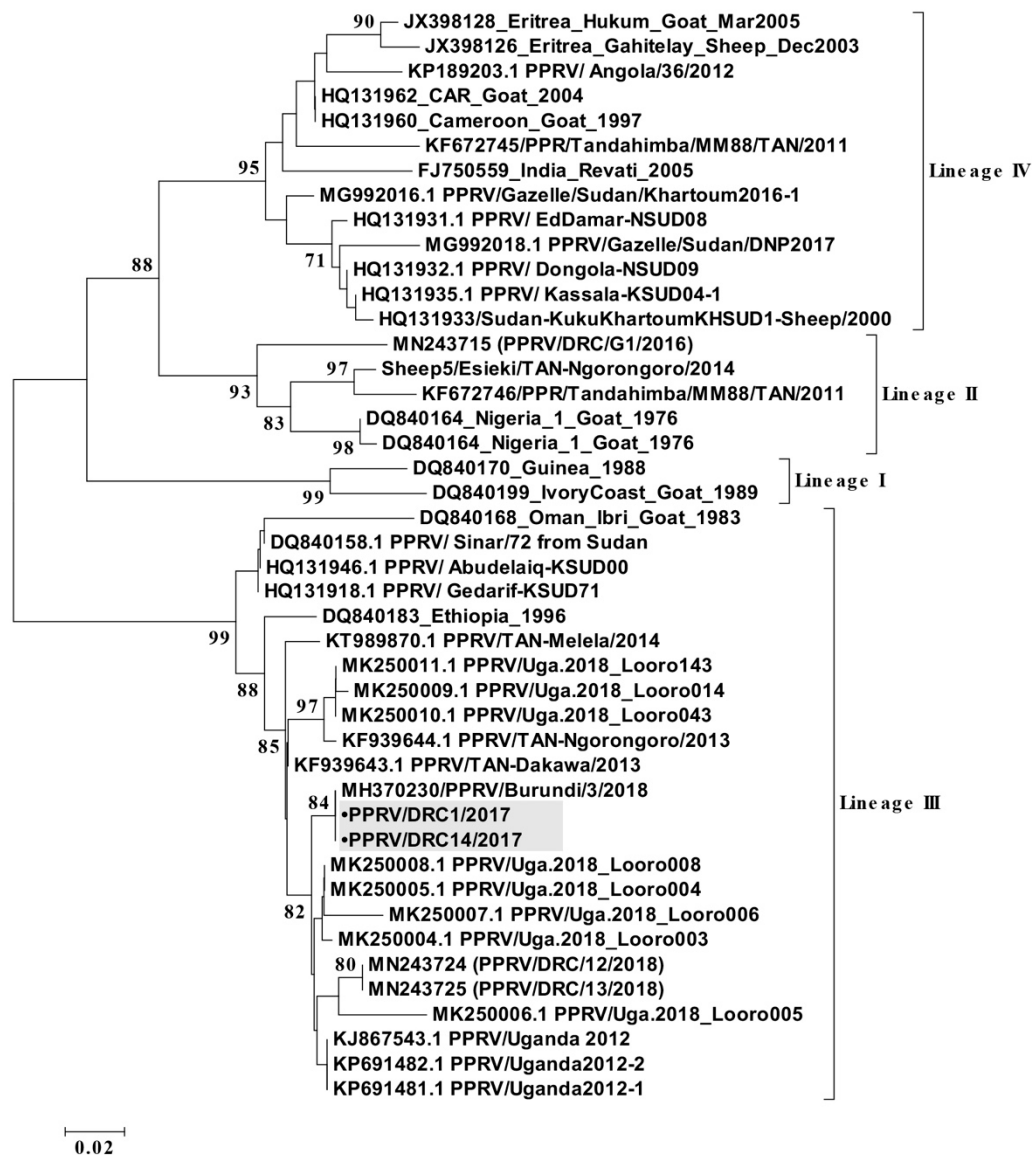 90
JX398128_Eritrea_Hukum_Goat_Mar2005
JX398126_Eritrea_Gahitelay_Sheep_Dec2003
KP189203.1 PPRV/ Angola/36/2012
HQ131962_CAR_Goat_2004
HQ131960_Cameroon_Goat_1997
KF672745/PPR/Tandahimba/MM88/TAN/2011
95
FJ750559_India_Revati_2005
Lineage IV
MG992016.1 PPRV/Gazelle/Sudan/Khartoum2016-1
HQ131931.1 PPRV/ EdDamar-NSUD08
MG992018.1 PPRV/Gazelle/Sudan/DNP2017
71
88
HQ131932.1 PPRV/ Dongola-NSUD09
HQ131935.1 PPRV/ Kassala-KSUD04-1
HQ131933/Sudan-KukuKhartoumKHSUD1-Sheep/2000
MN243715 (PPRV/DRC/G1/2016)
97
Sheep5/Esieki/TAN-Ngorongoro/2014
93
KF672746/PPR/Tandahimba/MM88/TAN/2011
Lineage II
83
DQ840164_Nigeria_1_Goat_1976
98
DQ840164_Nigeria_1_Goat_1976
DQ840170_Guinea_1988
Lineage I
99
DQ840199_IvoryCoast_Goat_1989
DQ840168_Oman_Ibri_Goat_1983
DQ840158.1 PPRV/ Sinar/72 from Sudan
HQ131946.1 PPRV/ Abudelaiq-KSUD00
HQ131918.1 PPRV/ Gedarif-KSUD71
DQ840183_Ethiopia_1996
99
KT989870.1 PPRV/TAN-Melela/2014
MK250011.1 PPRV/Uga.2018_Looro143
88
MK250009.1 PPRV/Uga.2018_Looro014
97
MK250010.1 PPRV/Uga.2018_Looro043
85
KF939644.1 PPRV/TAN-Ngorongoro/2013
KF939643.1 PPRV/TAN-Dakawa/2013
MH370230/PPRV/Burundi/3/2018
84
Lineage III
•PPRV/DRC1/2017
•PPRV/DRC14/2017
MK250008.1 PPRV/Uga.2018_Looro008
MK250005.1 PPRV/Uga.2018_Looro004
82
MK250007.1 PPRV/Uga.2018_Looro006
MK250004.1 PPRV/Uga.2018_Looro003
80
MN243724 (PPRV/DRC/12/2018)
MN243725 (PPRV/DRC/13/2018)
MK250006.1 PPRV/Uga.2018_Looro005
KJ867543.1 PPRV/Uganda 2012
KP691482.1 PPRV/Uganda2012-2
KP691481.1 PPRV/Uganda2012-1
0.02